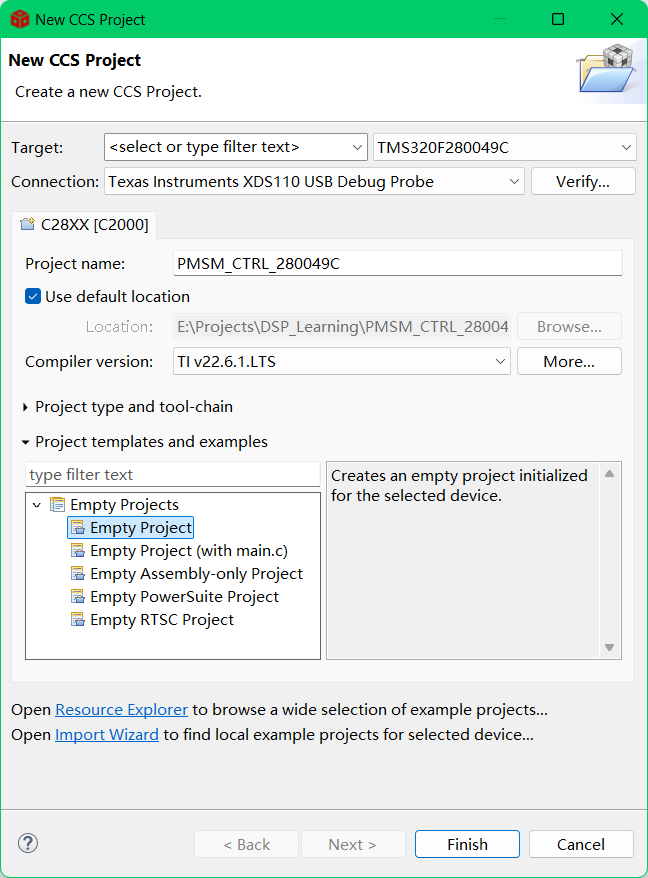 New CCS Project
New CCS Project
Create a new CCS Project.
Target: <select or type filter text> TMS320F280049C
Connection: Texas Instruments XDS110 USB Debug Probe Verify...
C28XX [C2000]
Project name: PMSM_CTRL_280049C
Use default location
Location: E:\Projects\DSP_Learning\PMSM_CTRL_28004 Browse...
Compiler version: TI v22.6.1.LTS More...
Project type and tool-chain
Project templates and examples
type filter text
Creates an empty project initialized
for the selected device.
Empty Projects
Empty Project
Empty Project (with main.c)
Empty Assembly-only Project
Empty PowerSuite Project
Empty RTSC Project
Open Resource Explorer to browse a wide selection of example projects...
Open Import Wizard to find local example projects for selected device...
? < Back Next > Finish Cancel